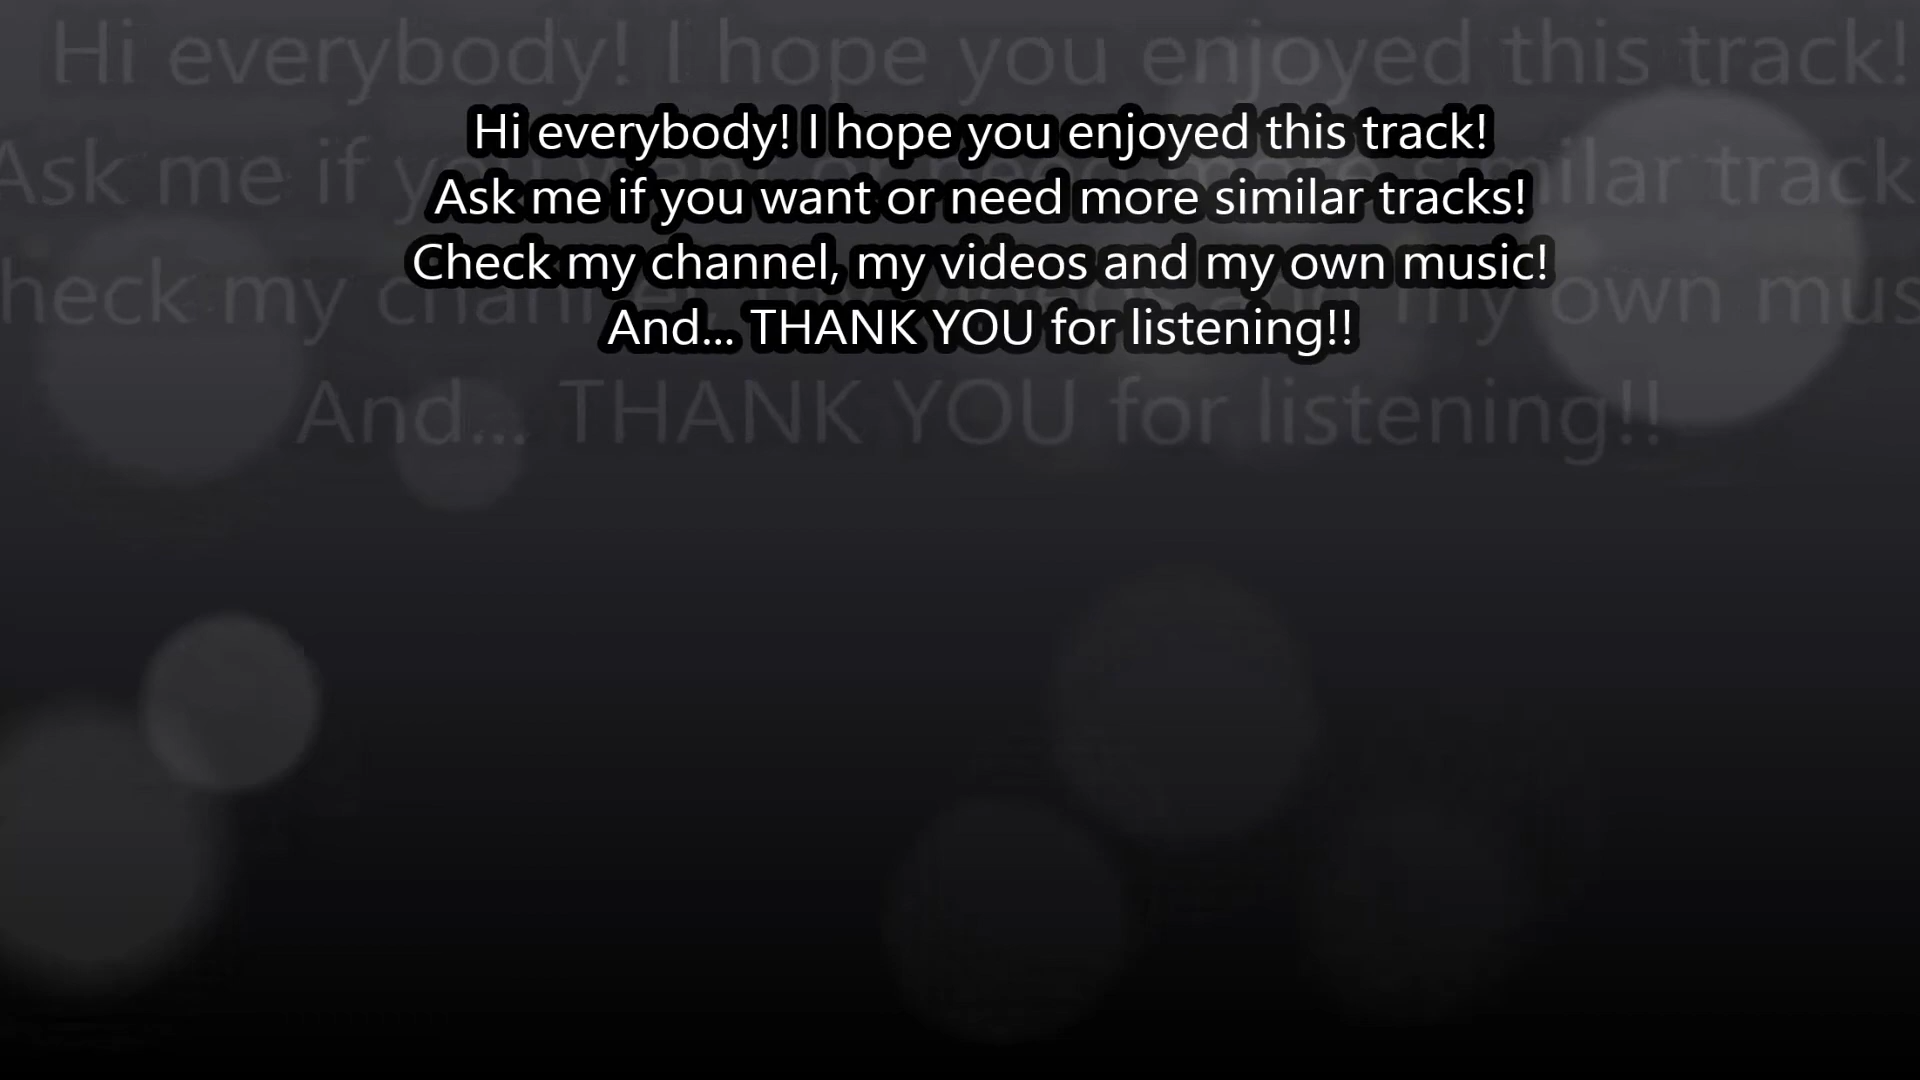 Hi everybody! I hope you enjoyed this track!
Ask me if you want or need more similar tracks!
Check my channel, my videos and my own music!
And... THANK YOU for listening!!